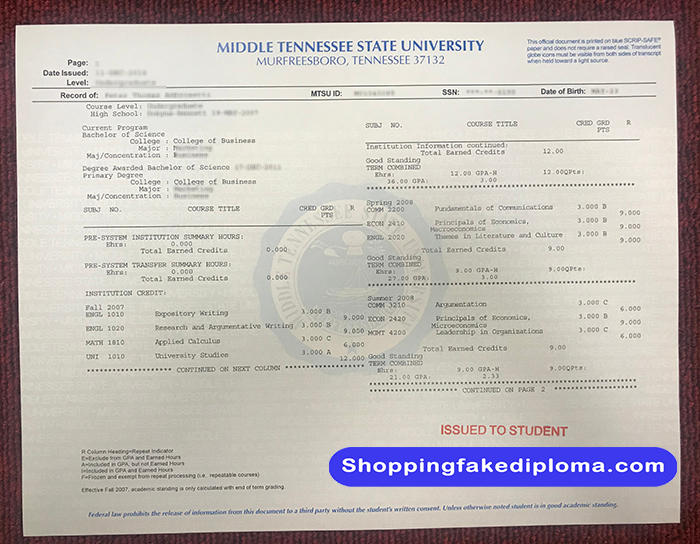 MIDDLE TENNESSEE STATE UNIVERSITY
MURFREESBORO, TENNESSEE 37132
This official document is printed on blue SCRIP-SAFE®
paper and does not require a raised seal. Translucent
globe icons must be visible from both sides of transcript
when held toward a light source.
Page:
Date Issued:
Level:
Record of: MTSU ID: SSN: Date of Birth:
Course Level:
High School:
Current Program
Bachelor of Science
College : College of Business
Major :
Maj/Concentration :
Degree Awarded Bachelor of Science
Primary Degree
College : College of Business
Major :
Maj/Concentration :
SUBJ NO. COURSE TITLE CRED GRD PTS R
PRE-SYSTEM INSTITUTION SUMMARY HOURS:
Ehrs: 0.000
Total Earned Credits 0.000
PRE-SYSTEM TRANSFER SUMMARY HOURS:
Ehrs: 0.000
Total Earned Credits 0.000
INSTITUTION CREDIT:
Fall 2007
ENGL 1010 Expository Writing 3.000 B 9.000
ENGL 1020 Research and Argumentative Writing 3.000 B 9.000
MATH 1810 Applied Calculus 3.000 C 6.000
UNI 1010 University Studies 3.000 A 12.000
******************** CONTINUED ON NEXT COLUMN ********************
SUBJ NO. COURSE TITLE CRED GRD PTS R
Institution Information continued:
Total Earned Credits 12.00
Good Standing
TERM COMBINED
Ehrs: 12.00 GPA-H 12.00QPts:
36.00 GPA: 3.00
Spring 2008
COMM 2200 Fundamentals of Communications 3.000 B 9.000
ECON 2410 Principals of Economics, Macroeconomics 3.000 B 9.000
ENGL 2020 Themes in Literature and Culture 3.000 B 9.000
Total Earned Credits 9.00
Good Standing
TERM COMBINED
Ehrs: 9.00 GPA-H 9.00QPts:
27.00 GPA: 3.00
Summer 2008
COMM 3210 Argumentation 3.000 C 6.000
ECON 2420 Principals of Economics, Microeconomics 3.000 B 9.000
MGMT 4200 Leadership in Organizations 3.000 C 6.000
Total Earned Credits 9.00
Good Standing
TERM COMBINED
Ehrs: 9.00 GPA-H 9.00QPts:
21.00 GPA: 2.33
******************** CONTINUED ON PAGE 2 ********************
ISSUED TO STUDENT
Shoppingfakediploma.com
R Column Heading=Repeat Indicator
E=Exclude from GPA and Earned Hours
A=Included in GPA, but not Earned Hours
I=Included in GPA and Earned Hours
F=Frozen and exempt from repeat processing (i.e. repeatable courses)
Effective Fall 2007, academic standing is only calculated with end of term grading.
Federal law prohibits the release of information from this document to a third party without the student's written consent. Unless otherwise noted student is in good academic standing.